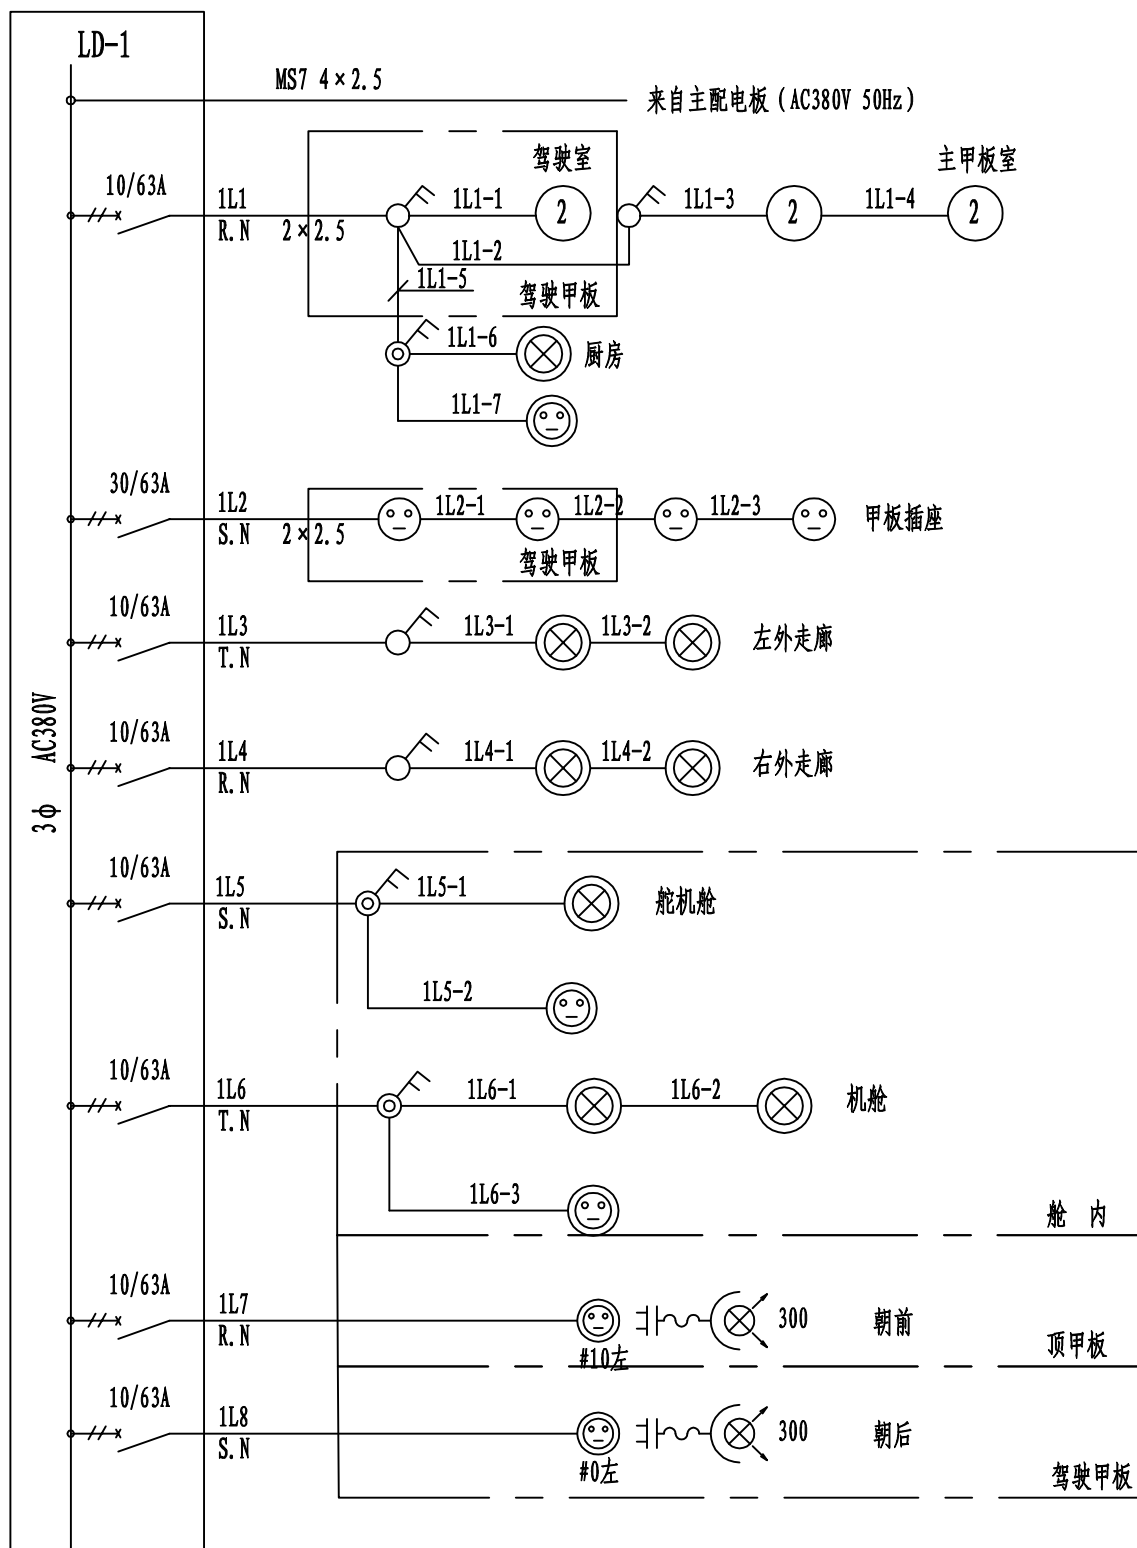 LD-1
MS7 4×2.5
来自主配电板(AC380V 50Hz)
驾驶室
主甲板室
10/63A
1L1
1L1-1
2
1L1-3
2
1L1-4
2
R.N
2×2.5
1L1-2
1L1-5
驾驶甲板
1L1-6
厨房
1L1-7
30/63A
1L2
1L2-1
1L2-2
1L2-3
甲板插座
S.N
2×2.5
驾驶甲板
10/63A
1L3
1L3-1
1L3-2
左外走廊
T.N
AC380V
3ф
10/63A
1L4
1L4-1
1L4-2
右外走廊
R.N
10/63A
1L5
1L5-1
舵机舱
S.N
1L5-2
10/63A
1L6
1L6-1
1L6-2
机舱
T.N
1L6-3
舱 内
10/63A
1L7
300
朝前
R.N
#10左
顶甲板
10/63A
1L8
300
朝后
S.N
#0左
驾驶甲板